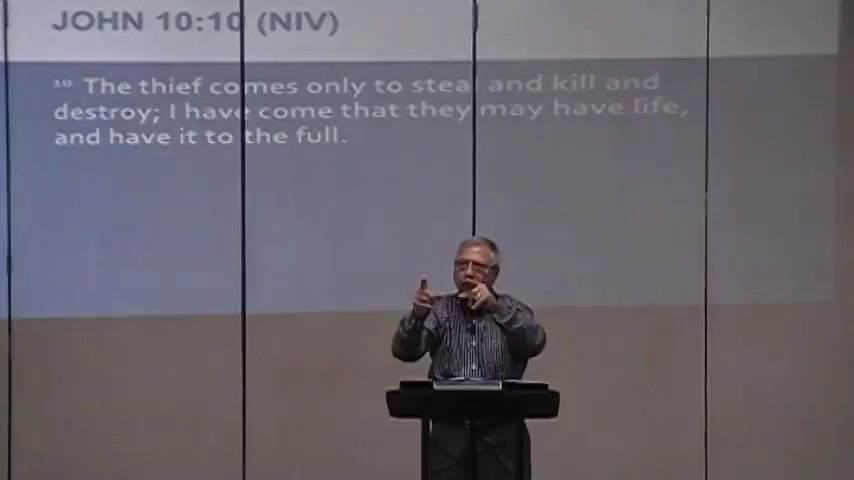 JOHN 10:10 (NIV)
10 The thief comes only to steal and kill and
destroy; I have come that they may have life,
and have it to the full.